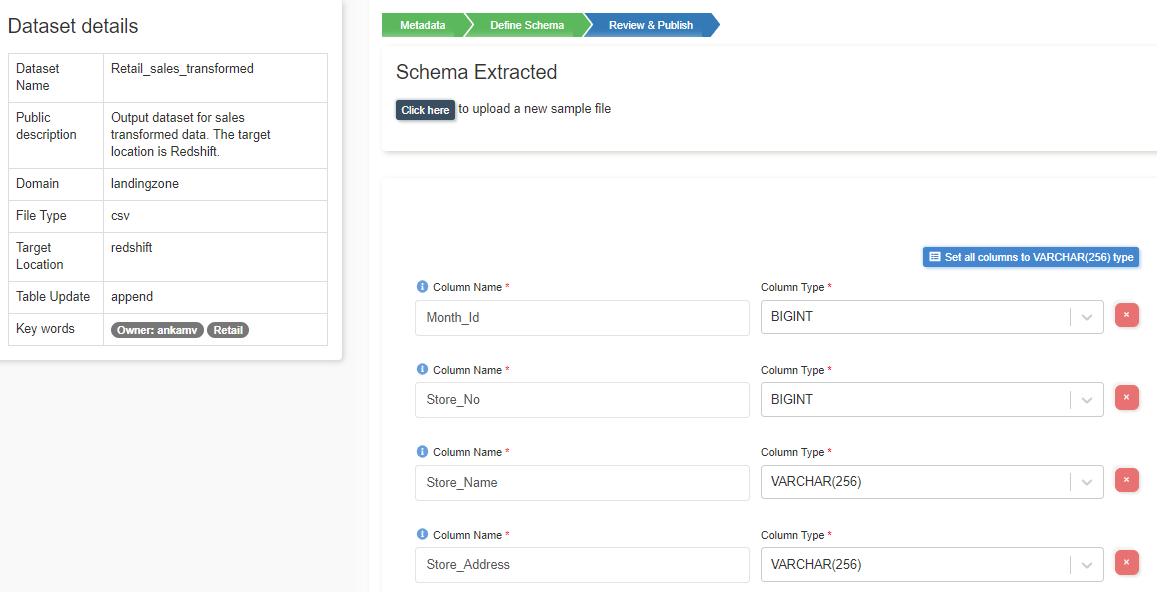 Dataset details
Dataset
Name
Retail_sales_transformed
Public
description
Output dataset for sales
transformed data. The target
location is Redshift.
Domain
landingzone
File Type
csv
Target
Location
redshift
Table Update
append
Key words
Owner: ankamv
Retail
Metadata
Define Schema
Review & Publish
Schema Extracted
Click here to upload a new sample file
Set all columns to VARCHAR(256) type
Column Name *
Column Type *
Month_Id
BIGINT
Column Name *
Column Type *
Store_No
BIGINT
Column Name *
Column Type *
Store_Name
VARCHAR(256)
Column Name *
Column Type *
Store_Address
VARCHAR(256)